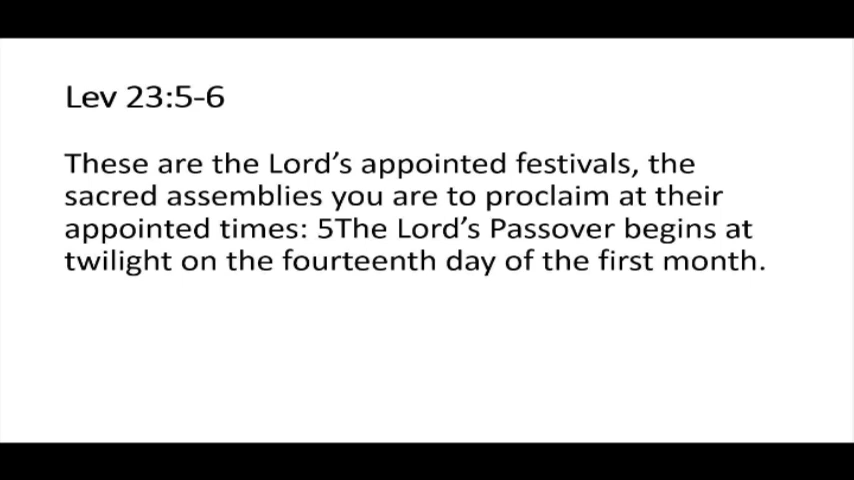 Lev 23:5-6
These are the Lord’s appointed festivals, the
sacred assemblies you are to proclaim at their
appointed times: 5The Lord’s Passover begins at
twilight on the fourteenth day of the first month.